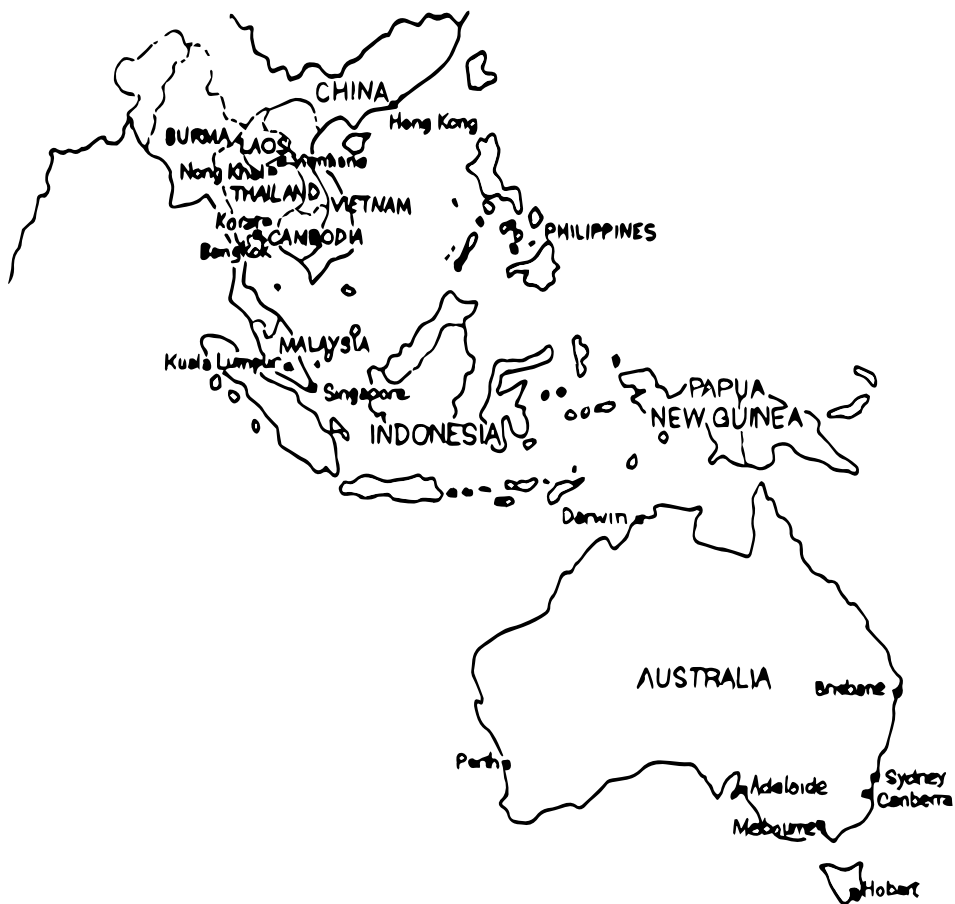 CHINA
Hong Kong
BURMA
LAOS
Vientiane
Nong Khai
THAILAND
VIETNAM
Korat
CAMBODIA
Bangkok
PHILIPPINES
MALAYSIA
Kuala Lumpur
Singapore
INDONESIA
PAPUA
NEW GUINEA
Darwin
AUSTRALIA
Brisbane
Perth
Sydney
Adelaide
Canberra
Melbourne
Hobart